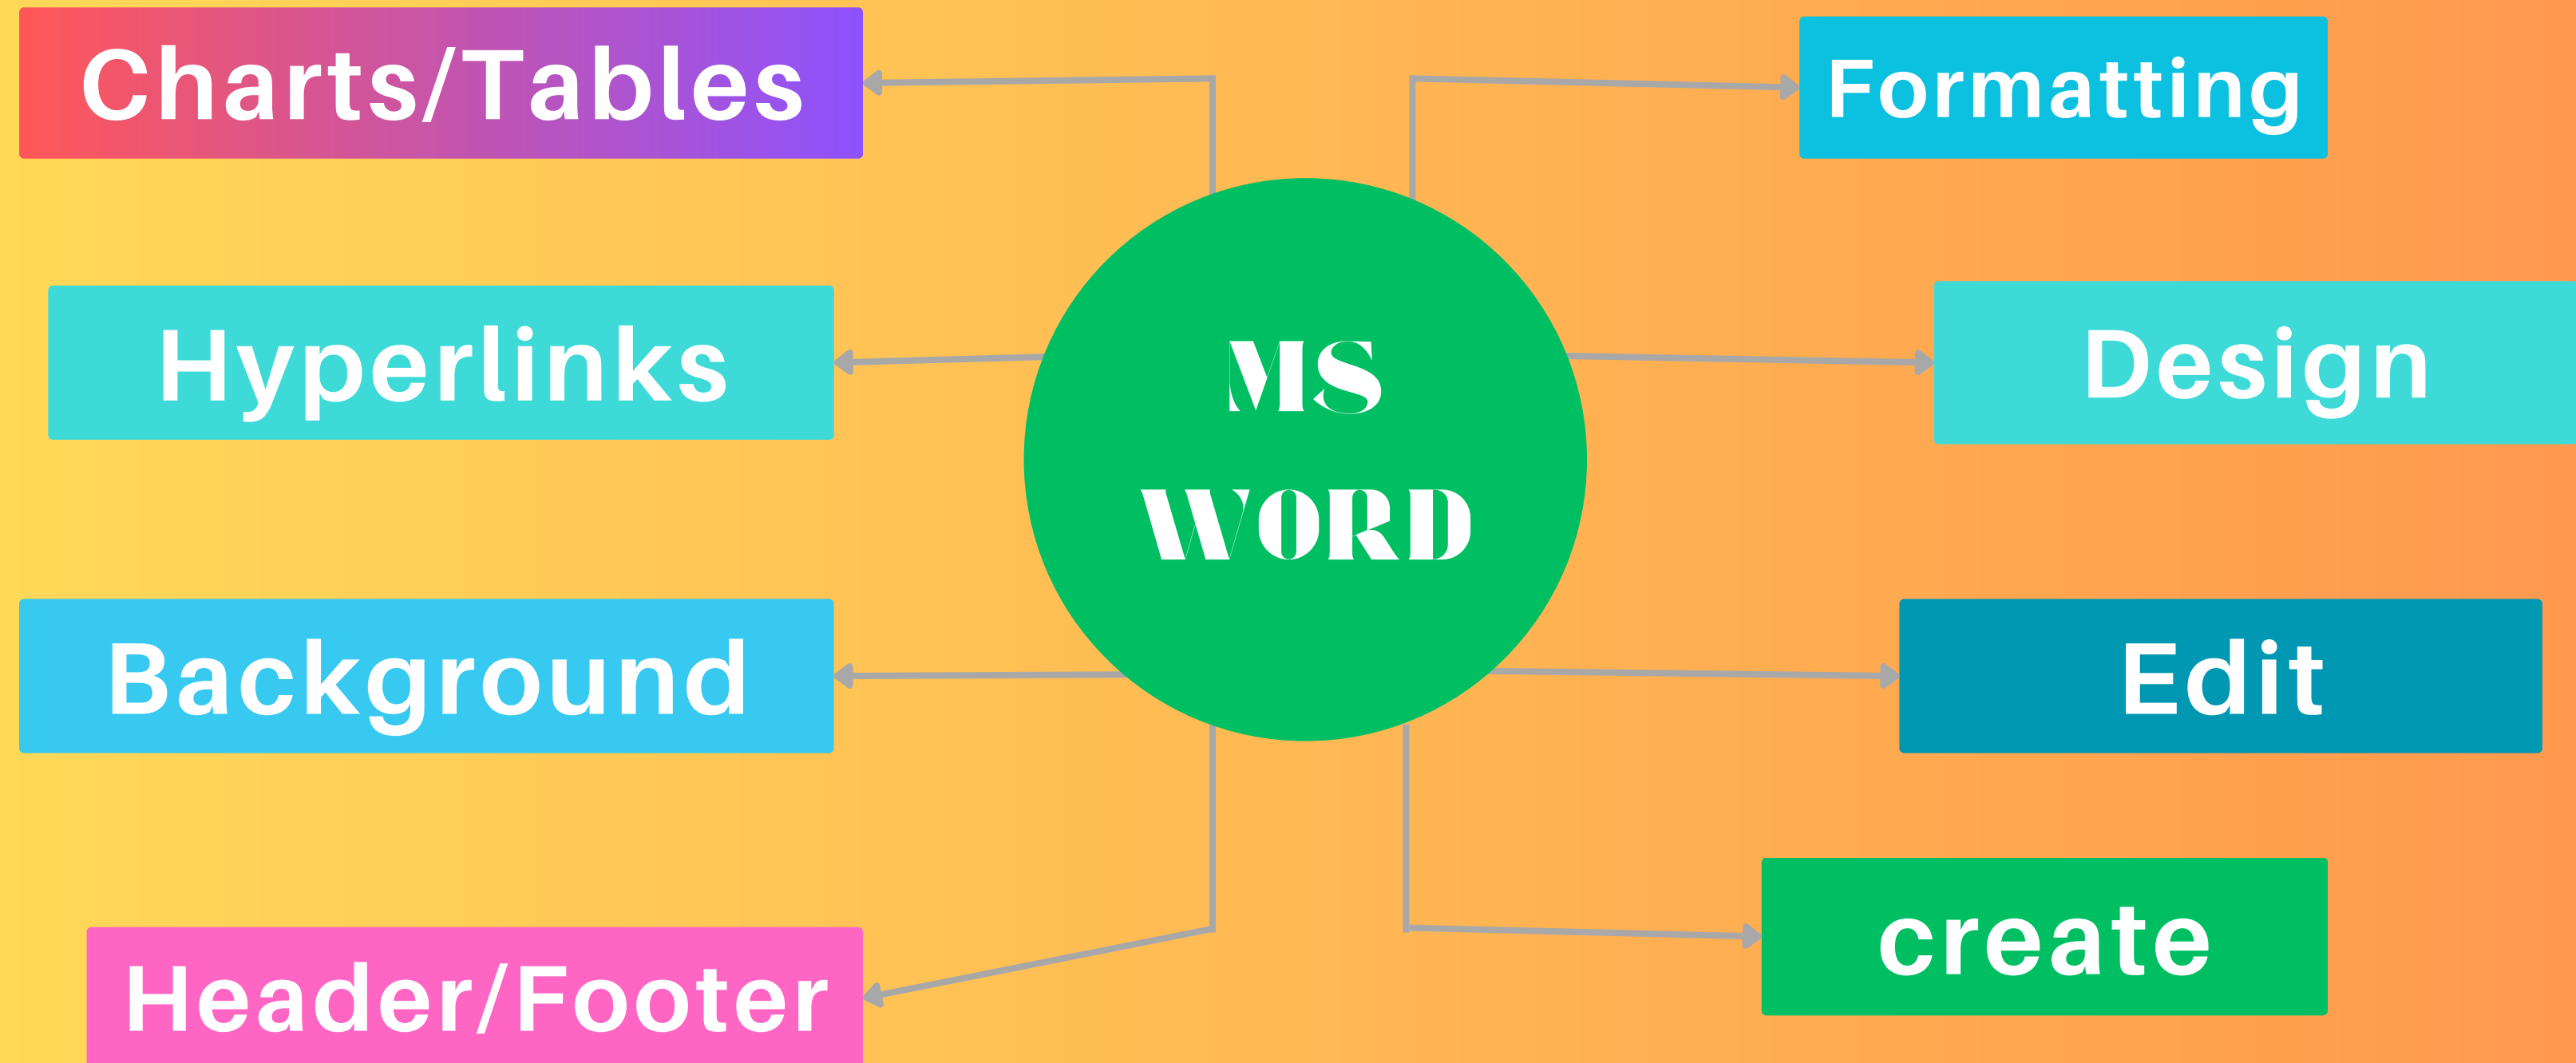 Charts/Tables
Formatting
Hyperlinks
Design
MS
WORD
Background
Edit
Header/Footer
create